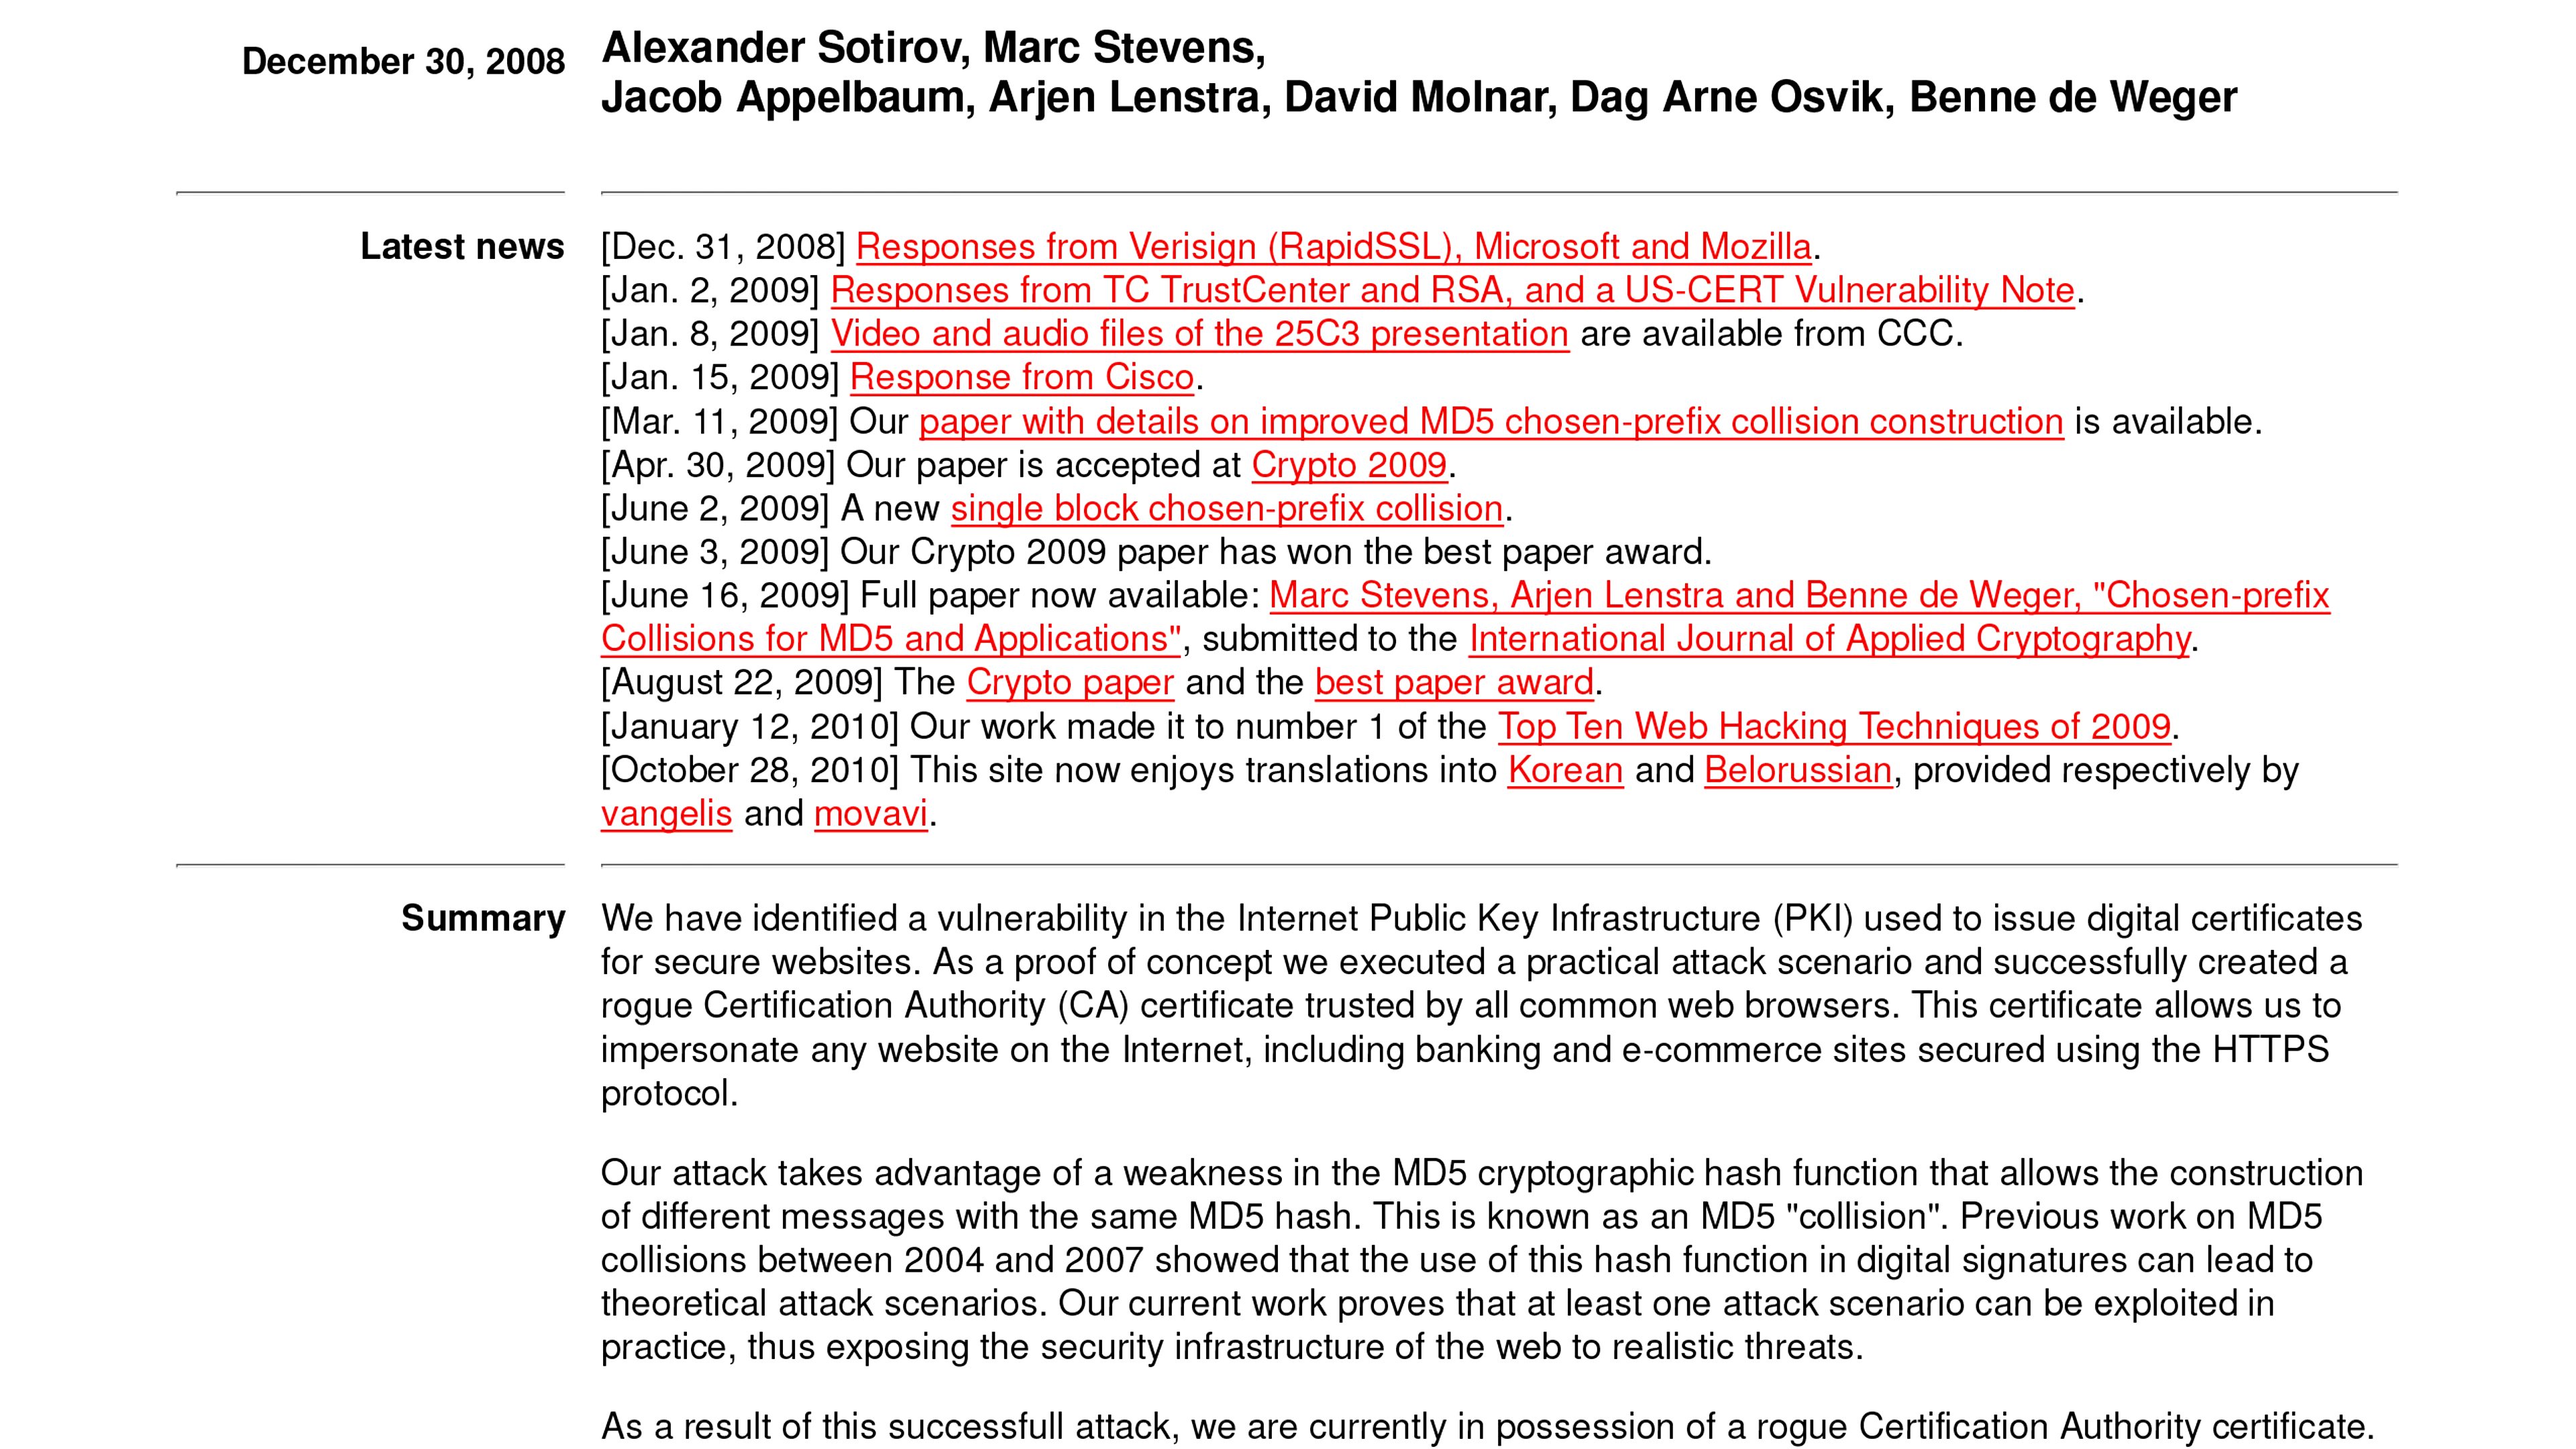 December 30, 2008
Alexander Sotirov, Marc Stevens,
Jacob Appelbaum, Arjen Lenstra, David Molnar, Dag Arne Osvik, Benne de Weger
Latest news
[Dec. 31, 2008] Responses from Verisign (RapidSSL), Microsoft and Mozilla.
[Jan. 2, 2009] Responses from TC TrustCenter and RSA, and a US-CERT Vulnerability Note.
[Jan. 8, 2009] Video and audio files of the 25C3 presentation are available from CCC.
[Jan. 15, 2009] Response from Cisco.
[Mar. 11, 2009] Our paper with details on improved MD5 chosen-prefix collision construction is available.
[Apr. 30, 2009] Our paper is accepted at Crypto 2009.
[June 2, 2009] A new single block chosen-prefix collision.
[June 3, 2009] Our Crypto 2009 paper has won the best paper award.
[June 16, 2009] Full paper now available: Marc Stevens, Arjen Lenstra and Benne de Weger, "Chosen-prefix
Collisions for MD5 and Applications", submitted to the International Journal of Applied Cryptography.
[August 22, 2009] The Crypto paper and the best paper award.
[January 12, 2010] Our work made it to number 1 of the Top Ten Web Hacking Techniques of 2009.
[October 28, 2010] This site now enjoys translations into Korean and Belorussian, provided respectively by
vangelis and movavi.
Summary
We have identified a vulnerability in the Internet Public Key Infrastructure (PKI) used to issue digital certificates
for secure websites. As a proof of concept we executed a practical attack scenario and successfully created a
rogue Certification Authority (CA) certificate trusted by all common web browsers. This certificate allows us to
impersonate any website on the Internet, including banking and e-commerce sites secured using the HTTPS
protocol.
Our attack takes advantage of a weakness in the MD5 cryptographic hash function that allows the construction
of different messages with the same MD5 hash. This is known as an MD5 "collision". Previous work on MD5
collisions between 2004 and 2007 showed that the use of this hash function in digital signatures can lead to
theoretical attack scenarios. Our current work proves that at least one attack scenario can be exploited in
practice, thus exposing the security infrastructure of the web to realistic threats.
As a result of this successfull attack, we are currently in possession of a rogue Certification Authority certificate.